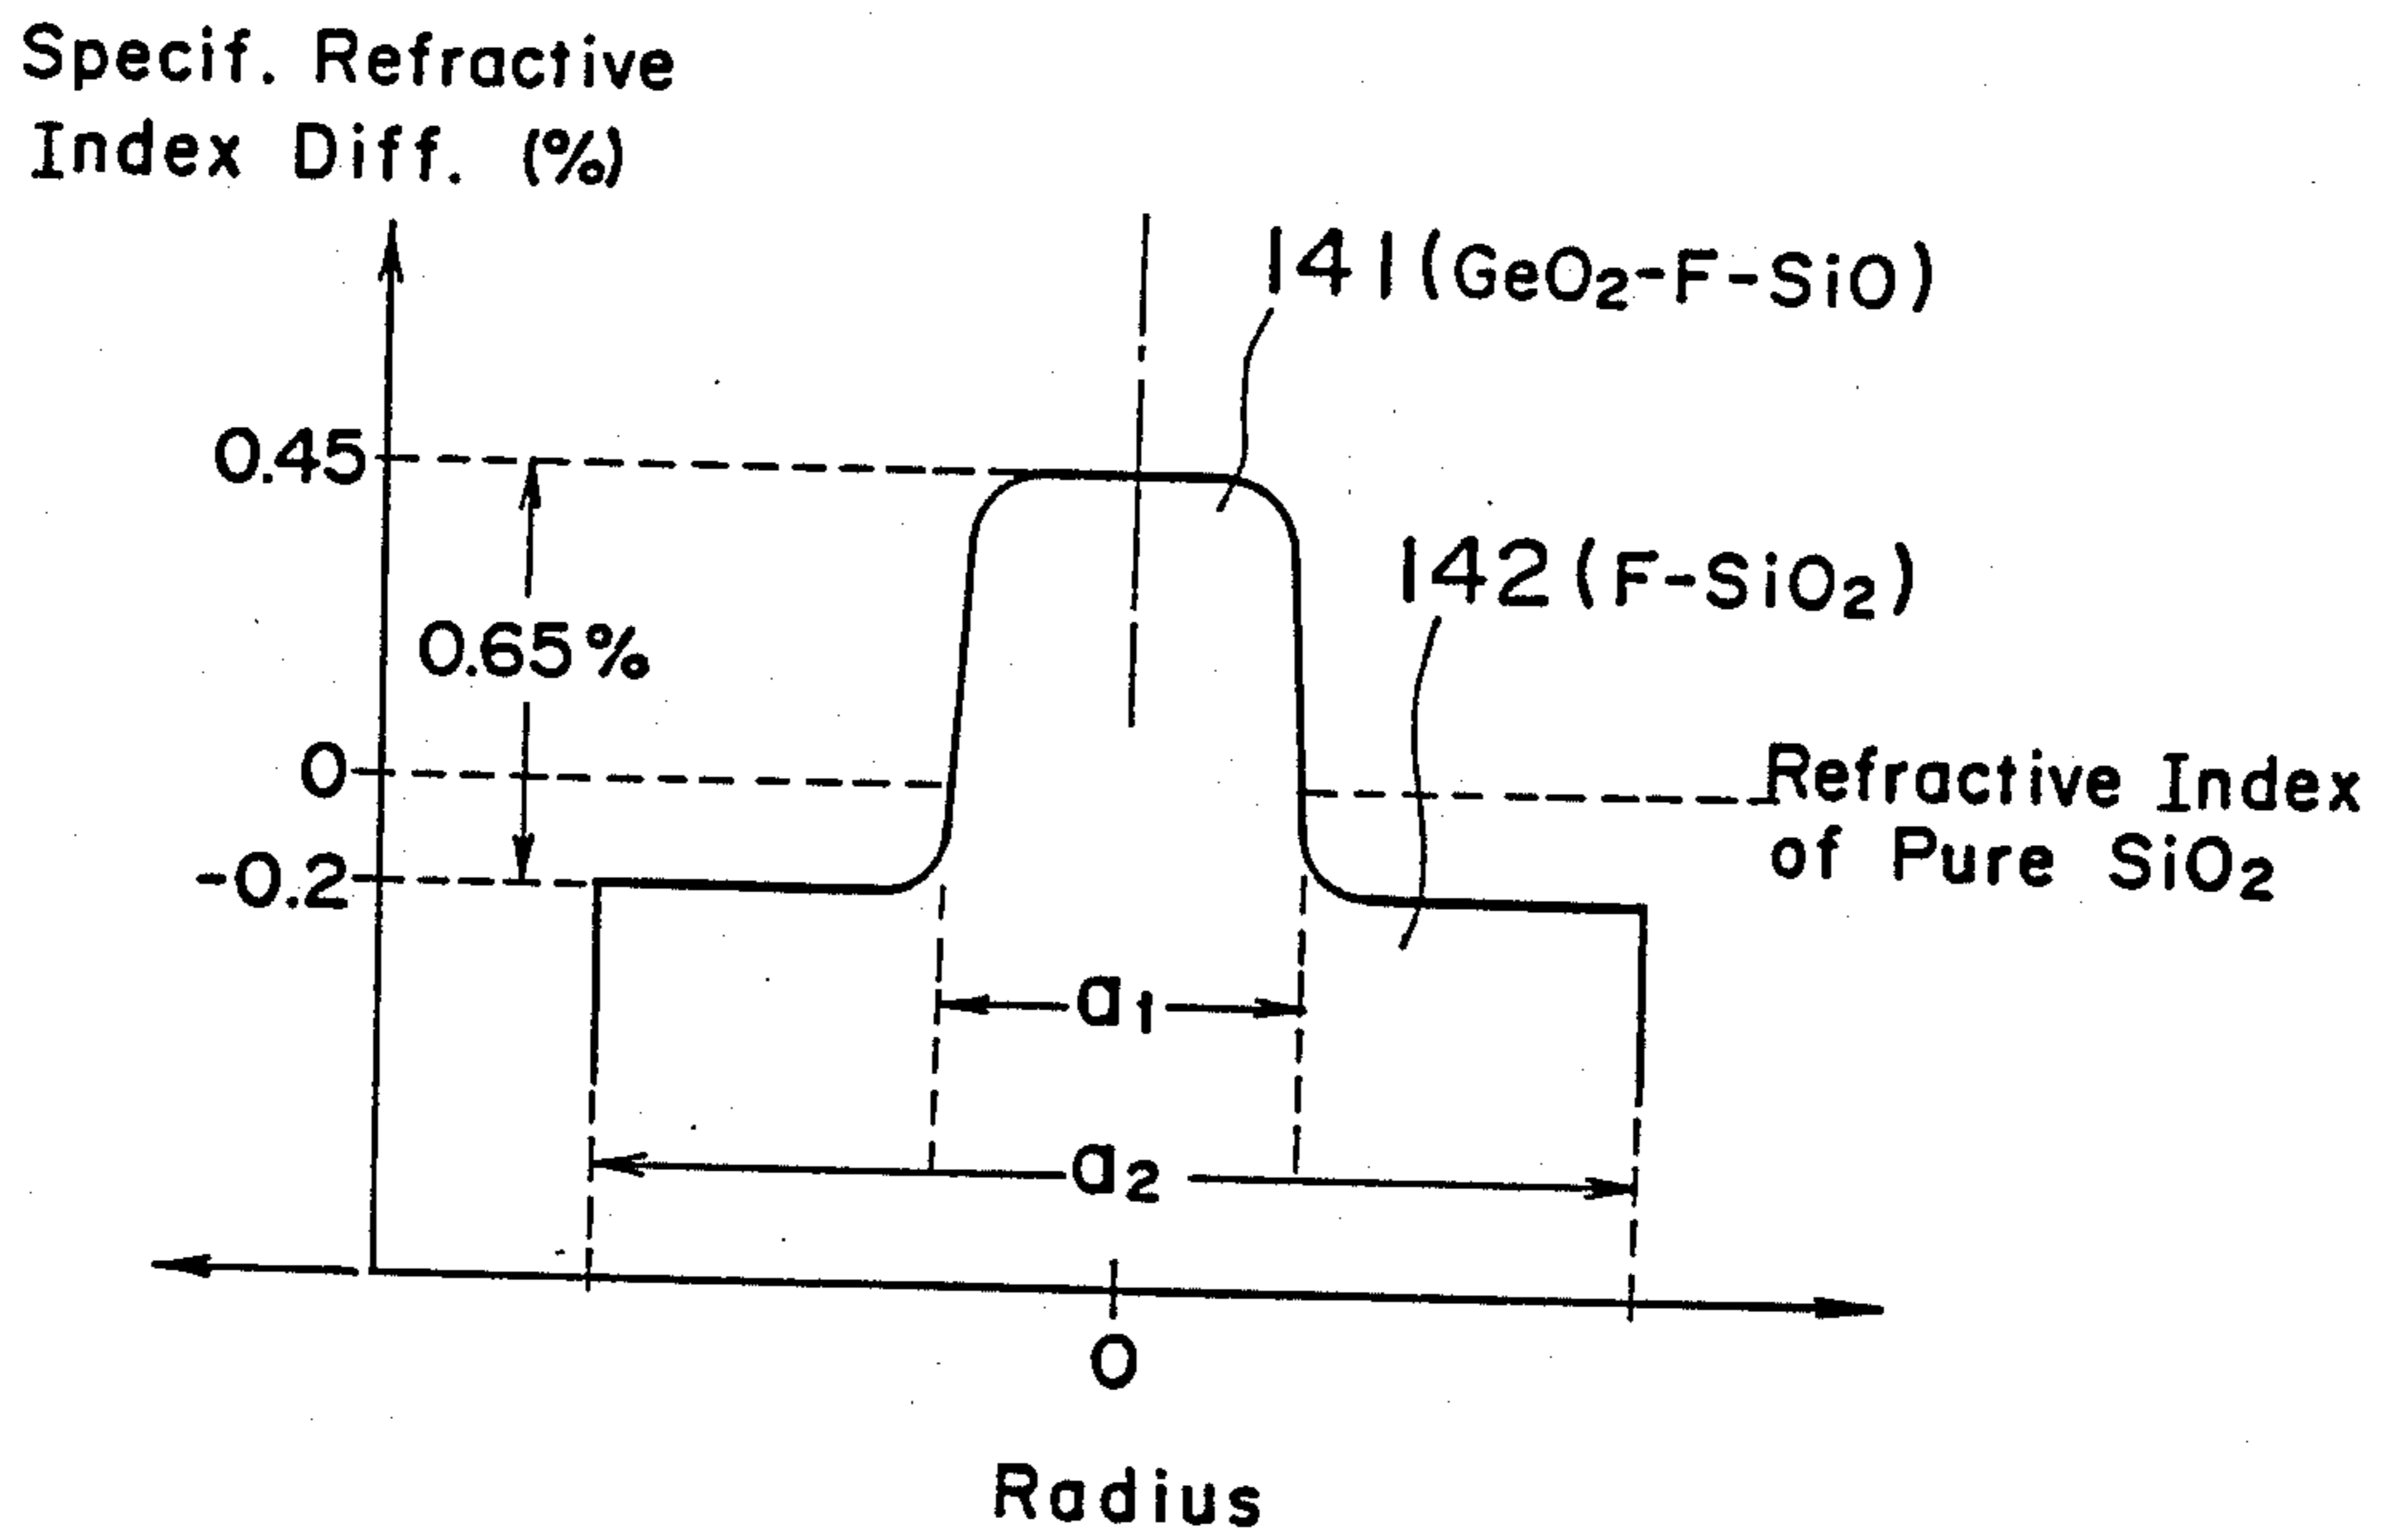 Specif. Refractive
Index Diff. (%)
141(GeO2-F-SiO)
0.45
142(F-SiO2)
0.65%
0
Refractive Index
of Pure SiO2
-0.2
a1
a2
0
Radius